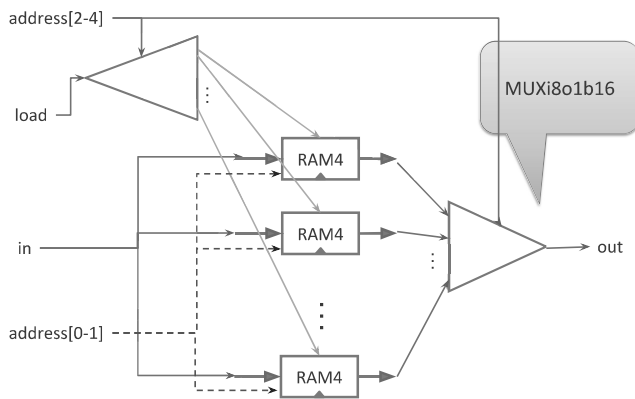 address[2-4]
MUXi8o1b16
load
RAM4
RAM4
in
out
address[0-1]
RAM4